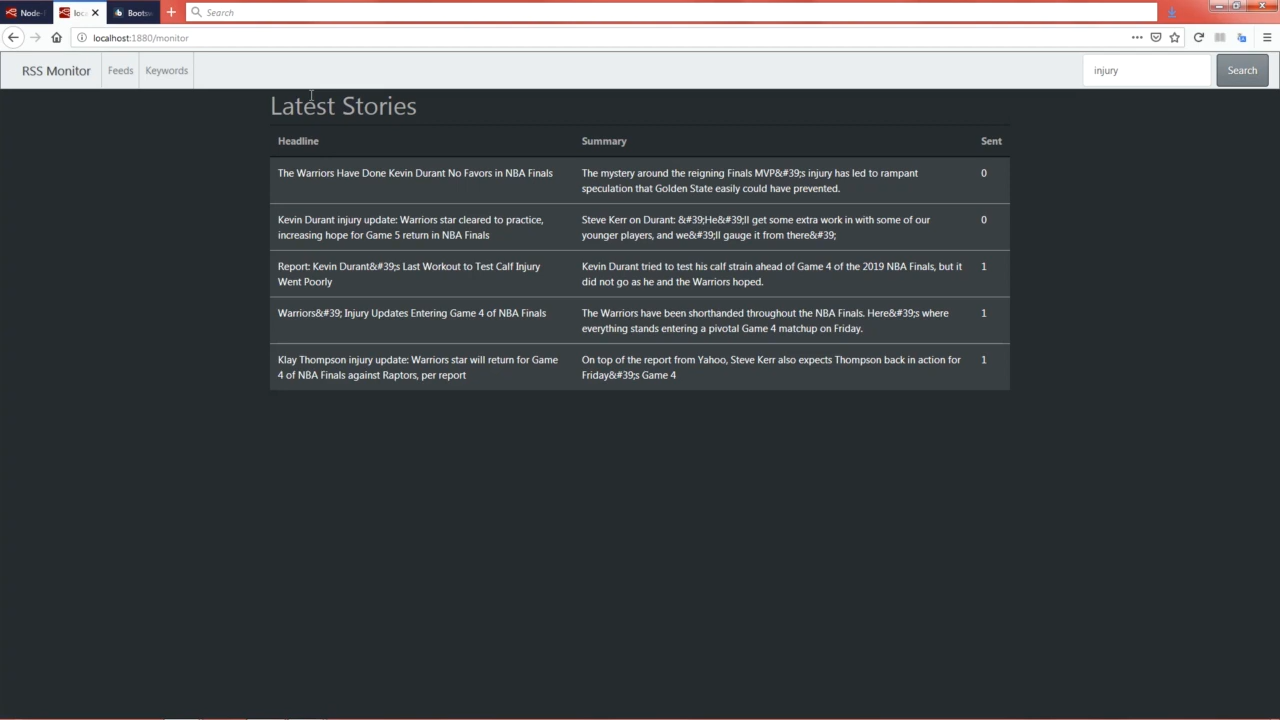 Node-
loc
Bootsw
Search
localhost:1880/monitor
RSS Monitor
Feeds
Keywords
injury
Search
Latest Stories
Headline
Summary
Sent
The Warriors Have Done Kevin Durant No Favors in NBA Finals
The mystery around the reigning Finals MVP&#39;s injury has led to rampant
speculation that Golden State easily could have prevented.
0
Kevin Durant injury update: Warriors star cleared to practice,
increasing hope for Game 5 return in NBA Finals
Steve Kerr on Durant: &#39;He&#39;ll get some extra work in with some of our
younger players, and we&#39;ll gauge it from there&#39;
0
Report: Kevin Durant&#39;s Last Workout to Test Calf Injury
Went Poorly
Kevin Durant tried to test his calf strain ahead of Game 4 of the 2019 NBA Finals, but it
did not go as he and the Warriors hoped.
1
Warriors&#39; Injury Updates Entering Game 4 of NBA Finals
The Warriors have been shorthanded throughout the NBA Finals. Here&#39;s where
everything stands entering a pivotal Game 4 matchup on Friday.
1
Klay Thompson injury update: Warriors star will return for Game
4 of NBA Finals against Raptors, per report
On top of the report from Yahoo, Steve Kerr also expects Thompson back in action for
Friday&#39;s Game 4
1